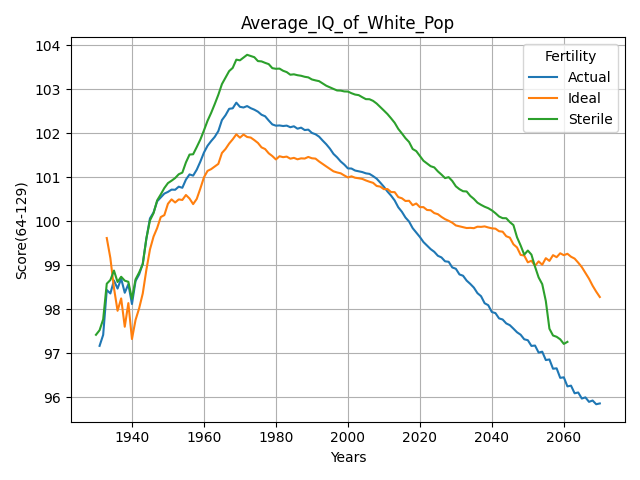 Average_IQ_of_White_Pop
Score(64-129)
104
103
102
101
100
99
98
97
96
Fertility
Actual
Ideal
Sterile
1940
1960
1980
2000
2020
2040
2060
Years